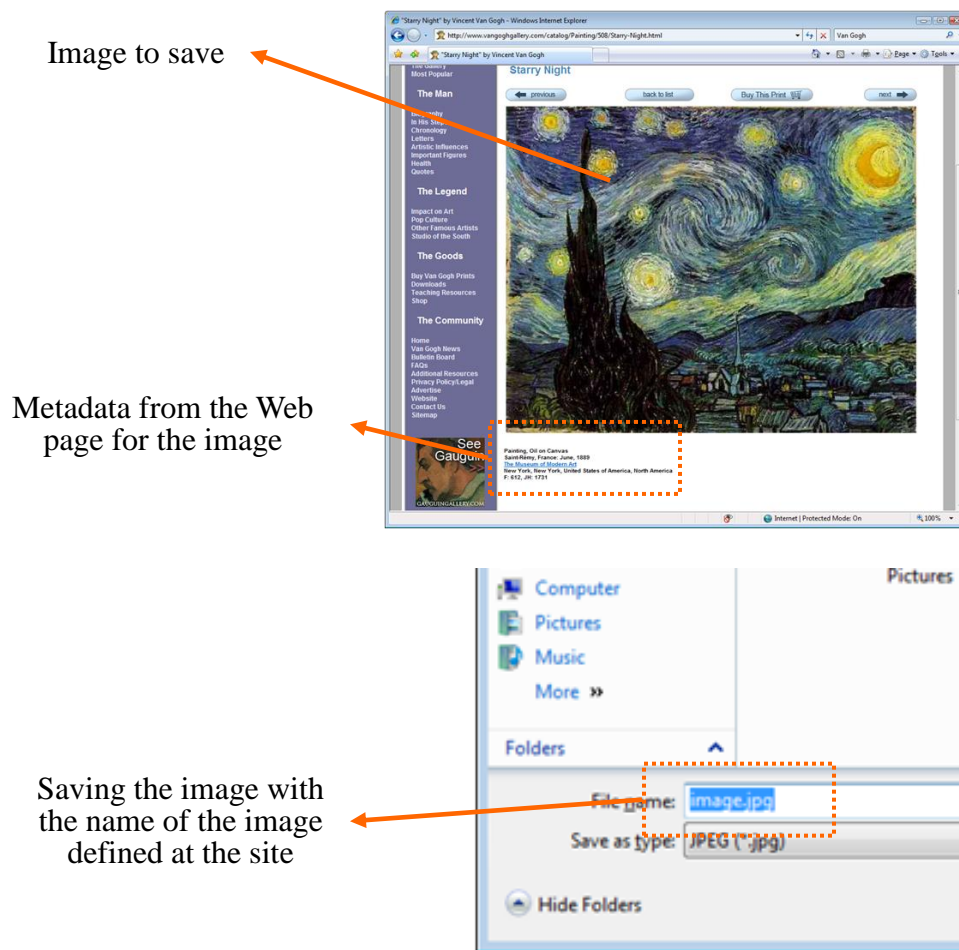 "Starry Night" by Vincent Van Gogh - Windows Internet Explorer
http://www.vangoghgallery.com/catalog/Painting/508/Starry-Night.html
Van Gogh
"Starry Night" by Vincent Van Gogh
Page
Tools
Image to save
The Gallery
Most Popular
The Man
Biography
In His Steps
Chronology
Letters
Artistic Influences
Important Figures
Health
Quotes
The Legend
Impact on Art
Pop Culture
Other Famous Artists
Studio of the South
The Goods
Buy Van Gogh Prints
Downloads
Teaching Resources
Shop
The Community
Home
Van Gogh News
Bulletin Board
FAQs
Additional Resources
Privacy Policy/Legal
Advertise
Website
Contact Us
Sitemap
See
Gauguin
GAUGUINGALLERY.COM
Starry Night
previous
back to list
Buy This Print
next
Painting, Oil on Canvas
Saint-Rémy, France: June, 1889
The Museum of Modern Art
New York, New York, United States of America, North America
F: 612, JH: 1731
Internet | Protected Mode: On
100%
Metadata from the Web
page for the image
Computer
Pictures
Music
More »
Folders
Pictures
File name: image.jpg
Save as type: JPEG (*.jpg)
Hide Folders
Saving the image with
the name of the image
defined at the site